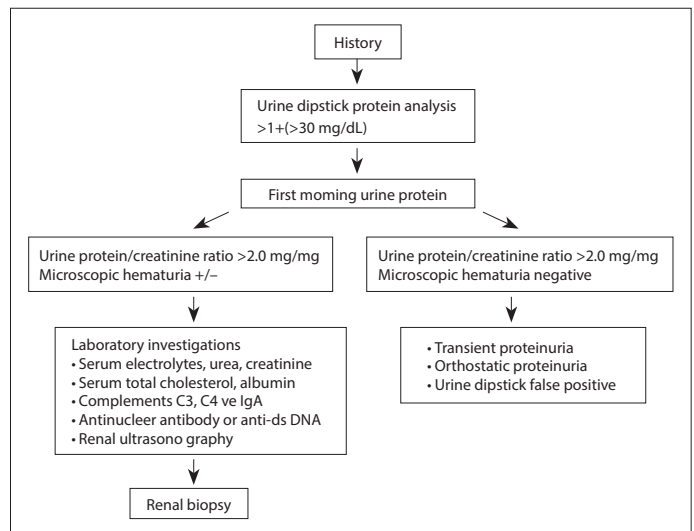 History
Urine dipstick protein analysis
>1+(>30 mg/dL)
First moming urine protein
Urine protein/creatinine ratio >2.0 mg/mg
Microscopic hematuria +/–
Urine protein/creatinine ratio >2.0 mg/mg
Microscopic hematuria negative
Laboratory investigations
• Serum electrolytes, urea, creatinine
• Serum total cholesterol, albumin
• Complements C3, C4 ve IgA
• Antinucleer antibody or anti-ds DNA
• Renal ultrasono graphy
• Transient proteinuria
• Orthostatic proteinuria
• Urine dipstick false positive
Renal biopsy